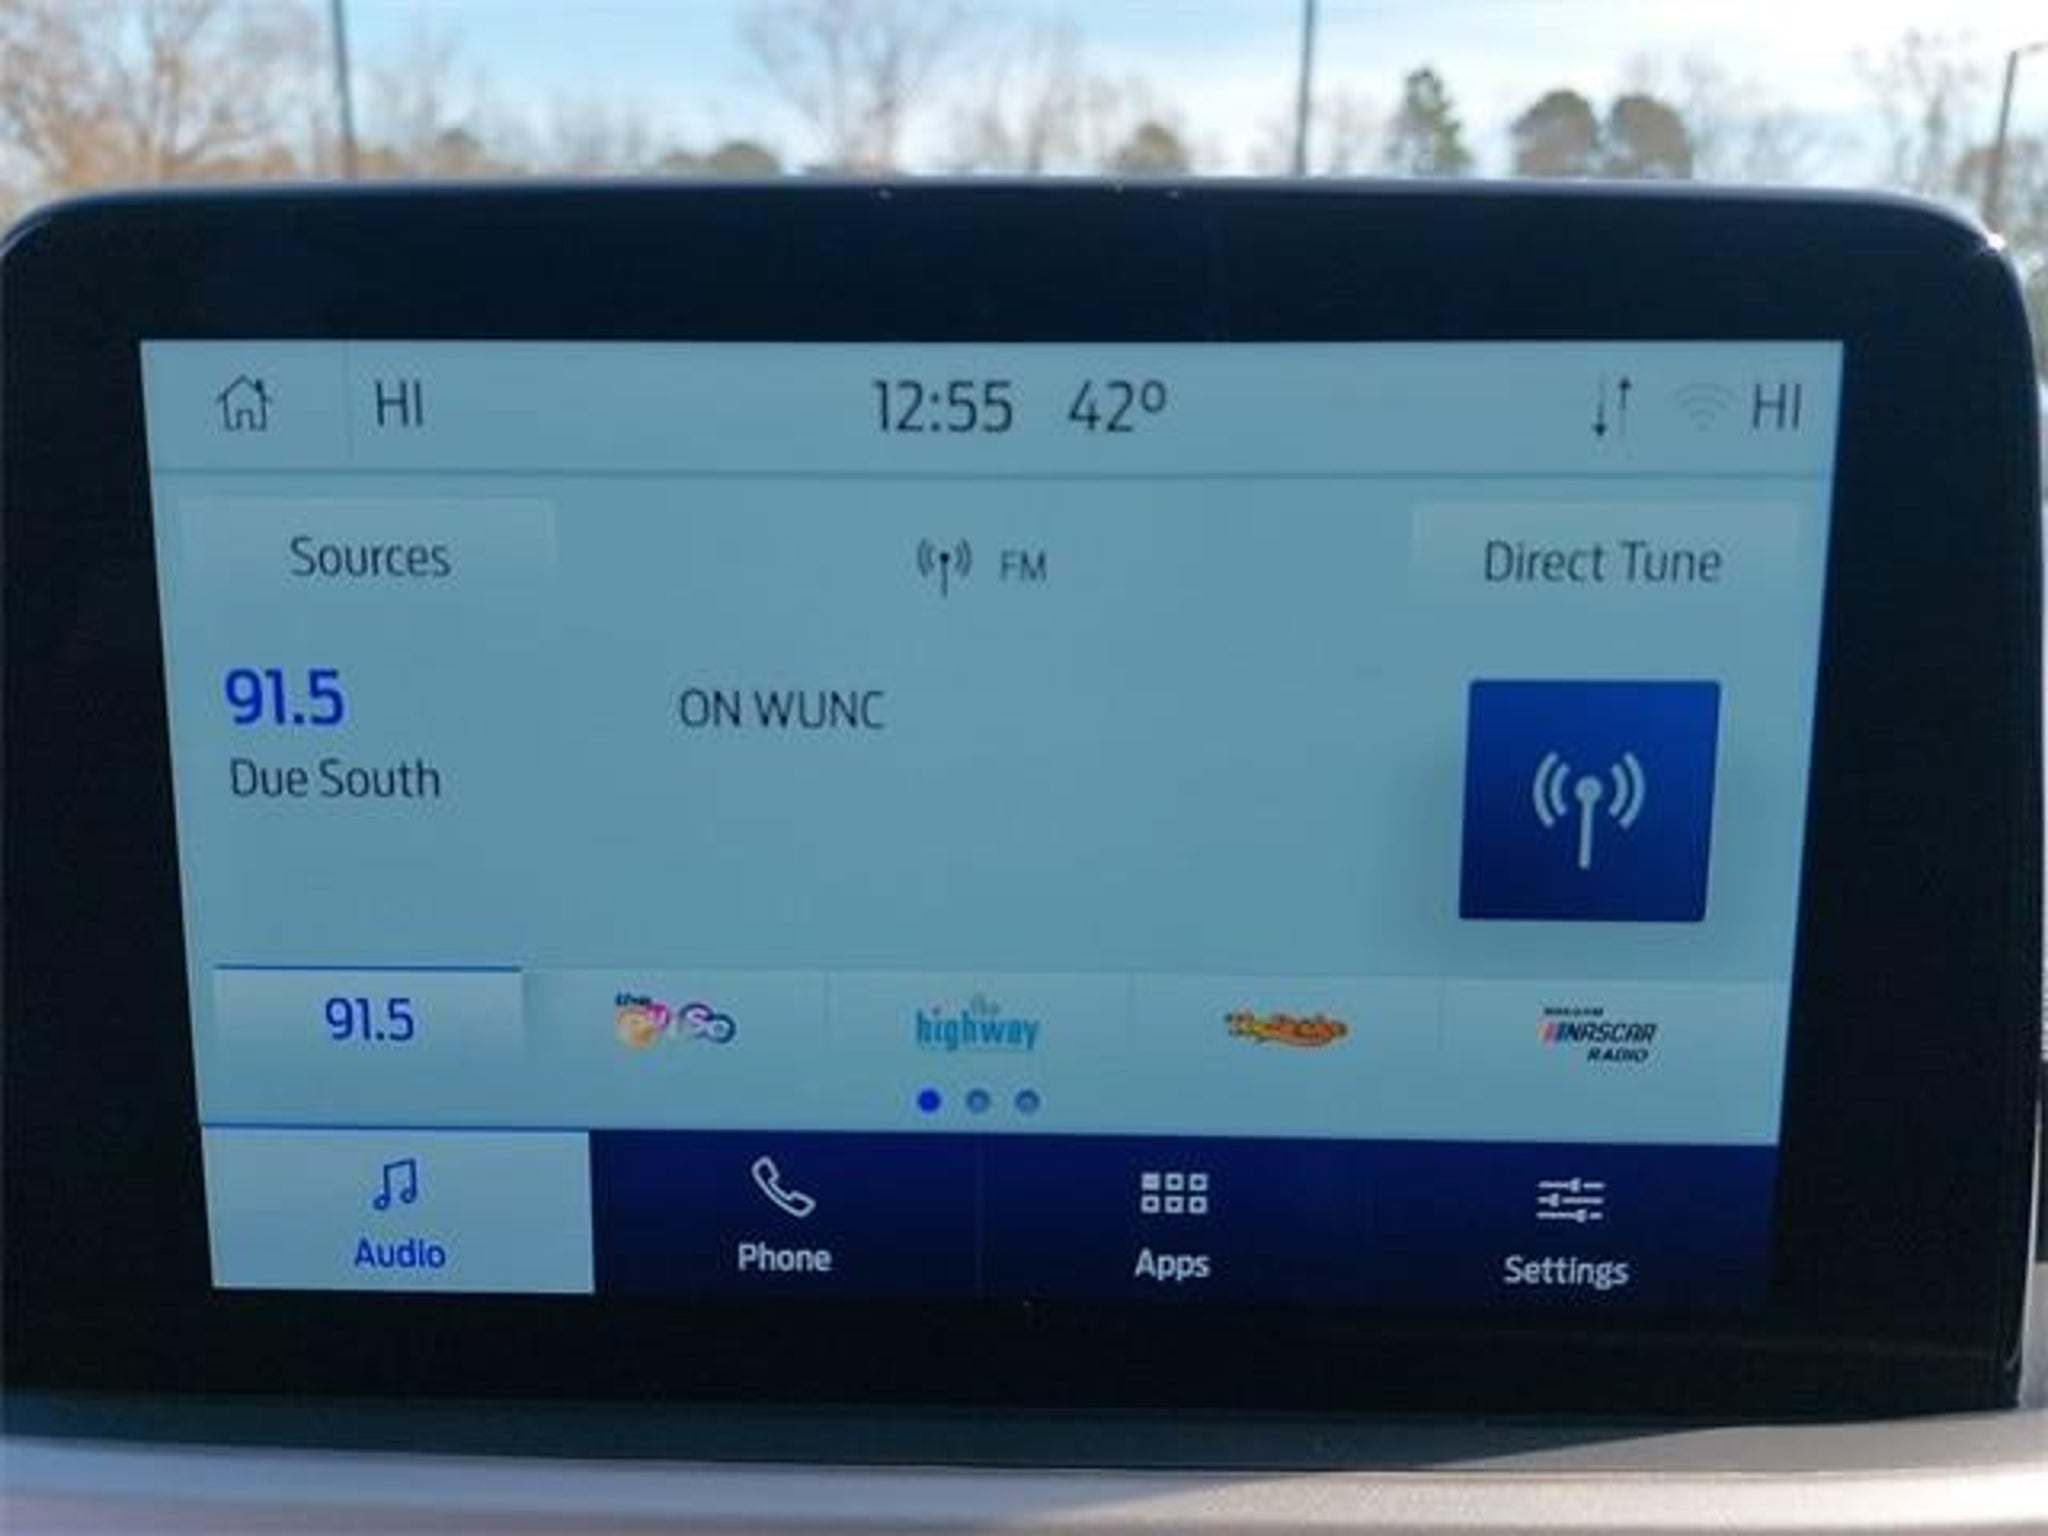 HI 12:55 42° HI
Sources FM Direct Tune
91.5 ON WUNC
Due South
91.5 the highway NASCAR RADIO
Audio Phone Apps Settings